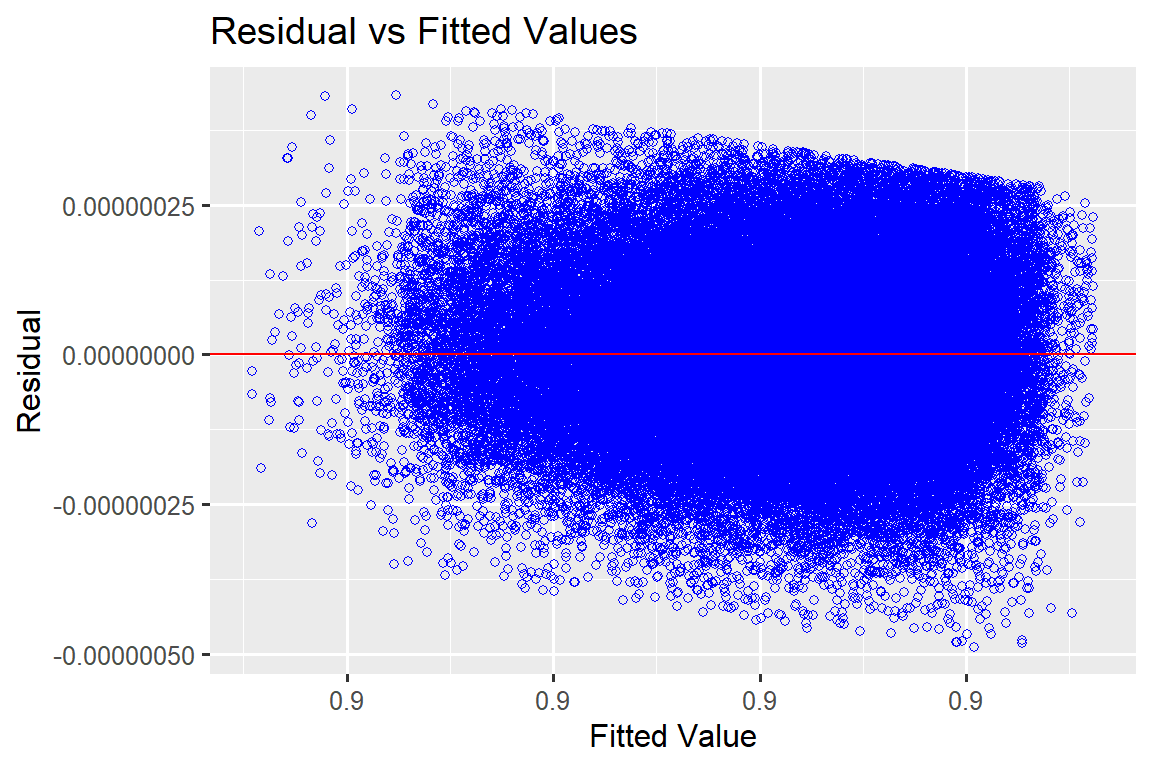 Residual vs Fitted Values
0.00000025
0.00000000
-0.00000025
-0.00000050
Residual
0.9 0.9 0.9 0.9
Fitted Value